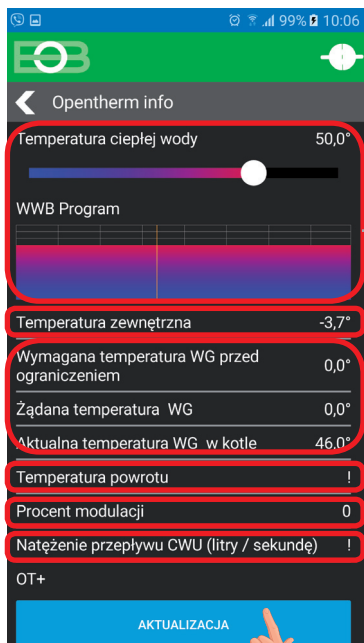 99% 10:06
EOB
Opentherm info
Temperatura ciepłej wody 50,0°
WWB Program
Temperatura zewnętrzna -3,7°
Wymagana temperatura WG przed
ograniczeniem 0,0°
Żądana temperatura WG 0,0°
Aktualna temperatura WG w kotle 46,0°
Temperatura powrotu !
Procent modulacji 0
Natężenie przepływu CWU (litry / sekundę) !
OT+
AKTUALIZACJA